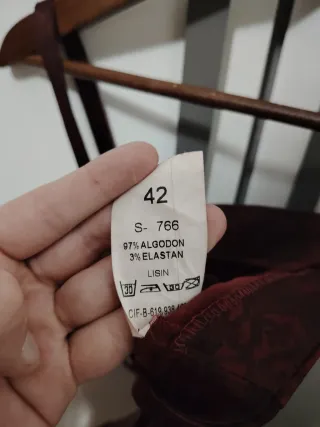 42
S- 766
97% ALGODON
3% ELASTAN
LISIN